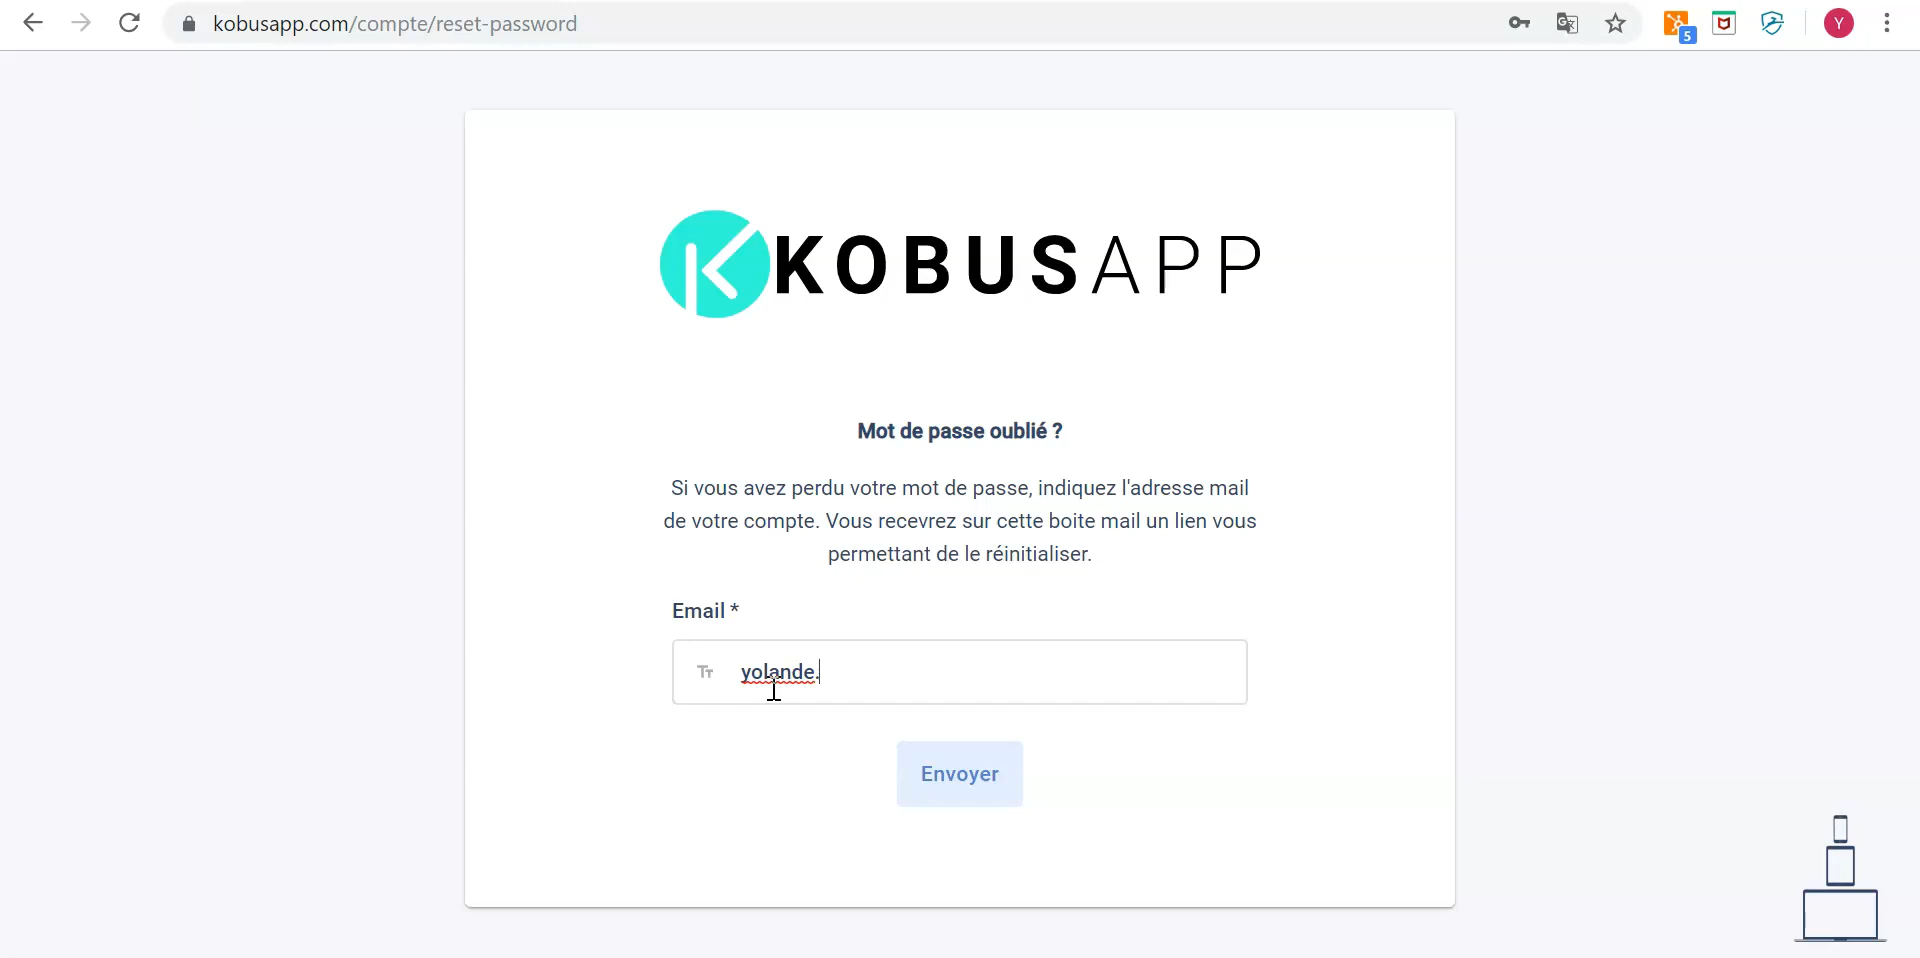 kobusapp.com/compte/reset-password
5
Y
KOBUSAPP
Mot de passe oublié ?
Si vous avez perdu votre mot de passe, indiquez l'adresse mail
de votre compte. Vous recevrez sur cette boite mail un lien vous
permettant de le réinitialiser.
Email *
yolande.
Envoyer